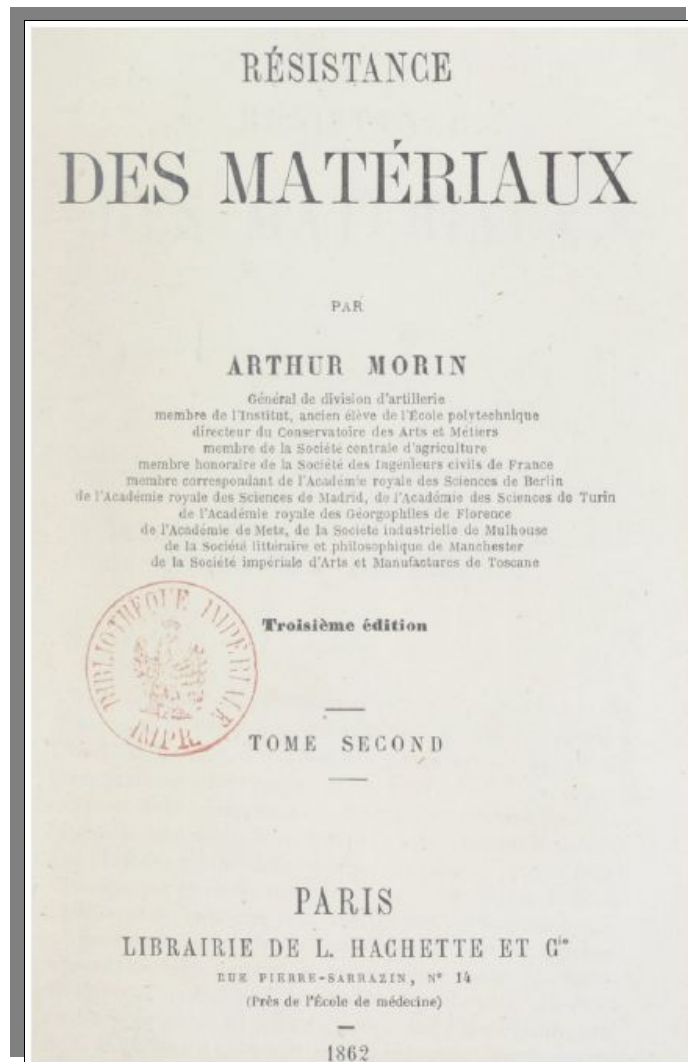 RÉSISTANCE
DES MATÉRIAUX
PAR
ARTHUR MORIN
Général de division d'artillerie
membre de l'Institut, ancien élève de l'École polytechnique
directeur du Conservatoire des Arts et Métiers
membre de la Société centrale d'agriculture
membre honoraire de la Société des Ingénieurs civils de France
membre correspondant de l'Académie royale des Sciences de Berlin
de l'Académie royale des Sciences de Madrid, de l'Académie des Sciences de Turin
de l'Académie royale des Géorgophiles de Florence
de l'Académie de Metz, de la Société industrielle de Mulhouse
de la Société littéraire et philosophique de Manchester
de la Société impériale d'Arts et Manufactures de Toscane
Troisième édition
BIBLIOTHÈQUE IMPÉRIALE
IMPR.
TOME SECOND
PARIS
LIBRAIRIE DE L. HACHETTE ET Cie
RUE PIERRE-SARRAZIN, N° 14
(Près de l'École de médecine)
1862